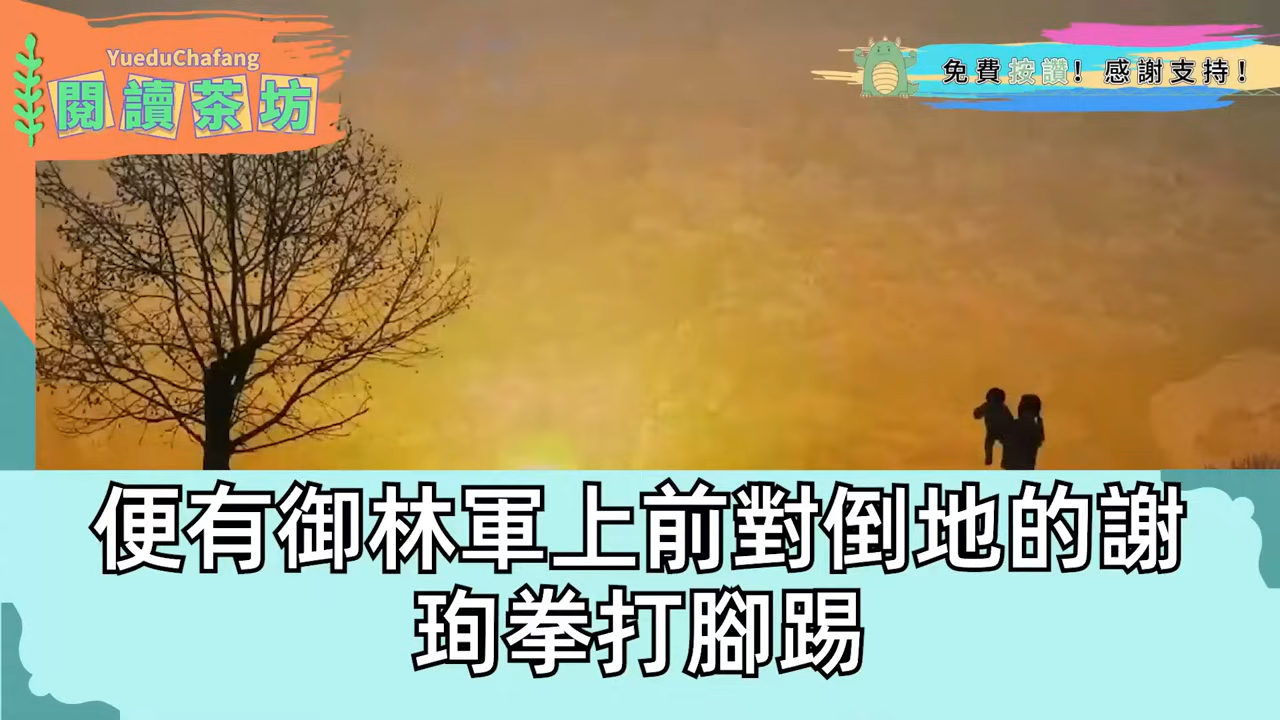 YueduChafang
閱讀茶坊
免費按讚！感謝支持！
便有御林軍上前對倒地的謝
珣拳打腳踢